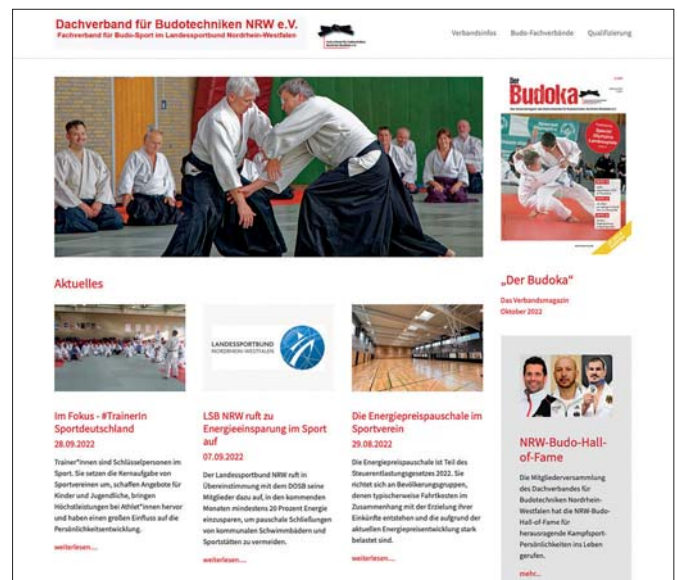 Dachverband für Budotechniken NRW e.V.
Fachverband für Budo-Sport im Landessportbund Nordrhein-Westfalen
Verbandsinfos
Budo-Fachverbände
Qualifizierung
Der
Budoka
Special
Olympics
Landesspiele
Aktuelles
„Der Budoka“
Das Verbandsmagazin
Oktober 2022
LANDESSPORTBUND
NORDRHEIN-WESTFALEN
Im Fokus - #TrainerIn
Sportdeutschland
28.09.2022
Trainer*innen sind Schlüsselpersonen im
Sport. Sie setzen die Kernaufgabe von
Sportvereinen um, schaffen Angebote für
Kinder und Jugendliche, bringen
Höchstleistungen bei Athlet*innen hervor
und haben einen großen Einfluss auf die
Persönlichkeitsentwicklung.
weiterlesen...
LSB NRW ruft zu
Energieeinsparung im Sport
auf
07.09.2022
Der Landessportbund NRW ruft in
Übereinstimmung mit dem DOSB seine
Mitglieder dazu auf, in den kommenden
Monaten mindestens 20 Prozent Energie
einzusparen, um pauschale Schließungen
von kommunalen Schwimmbädern und
Sportstätten zu vermeiden.
weiterlesen...
Die Energiepreispauschale im
Sportverein
29.08.2022
Die Energiepreispauschale ist Teil des
Steuerentlastungsgesetzes 2022. Sie
richtet sich an Bevölkerungsgruppen,
denen typischerweise Fahrtkosten im
Zusammenhang mit der Erzielung ihrer
Einkünfte entstehen und die aufgrund der
aktuellen Energiepreisentwicklung stark
belastet sind.
weiterlesen...
NRW-Budo-Hall-
of-Fame
Die Mitgliederversammlung
des Dachverbandes für
Budotechniken Nordrhein-
Westfalen hat die NRW-Budo-
Hall-of-Fame für
herausragende Kampfsport-
Persönlichkeiten ins Leben
gerufen.
mehr...